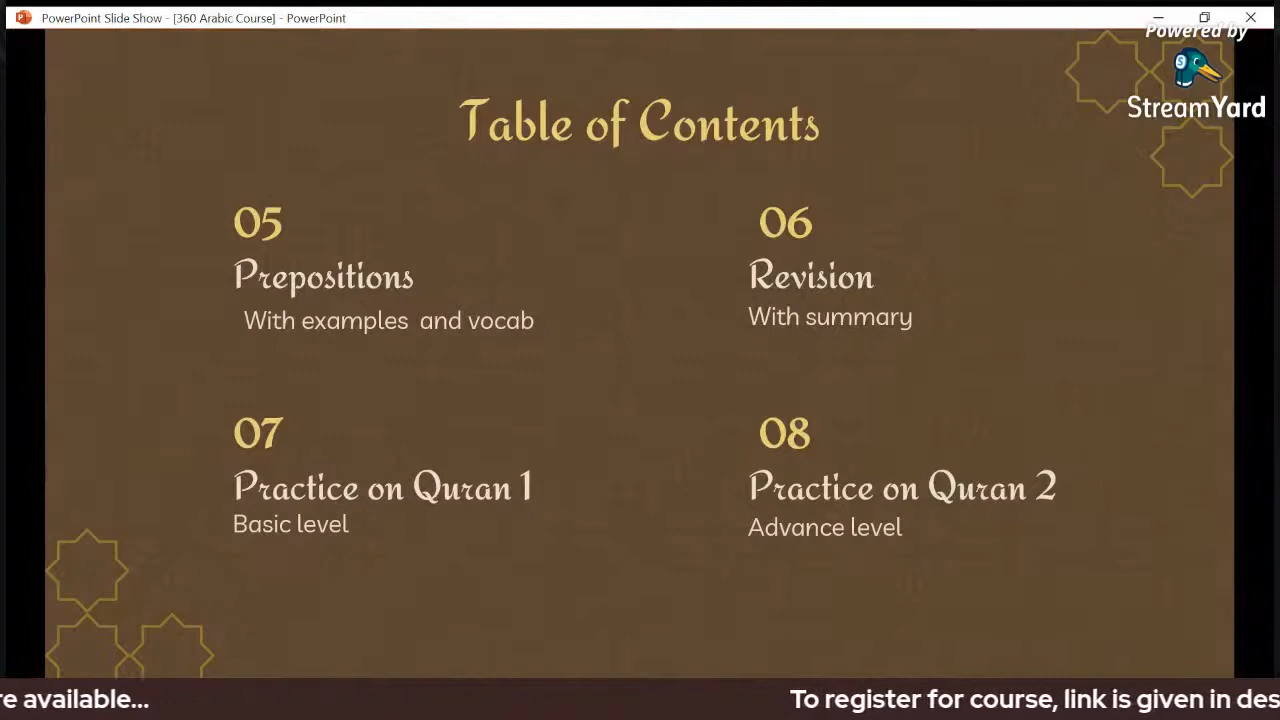 PowerPoint Slide Show - [360 Arabic Course] - PowerPoint
Powered by
StreamYard
Table of Contents
05
Prepositions
With examples and vocab
06
Revision
With summary
07
Practice on Quran 1
Basic level
08
Practice on Quran 2
Advance level
re available... To register for course, link is given in des